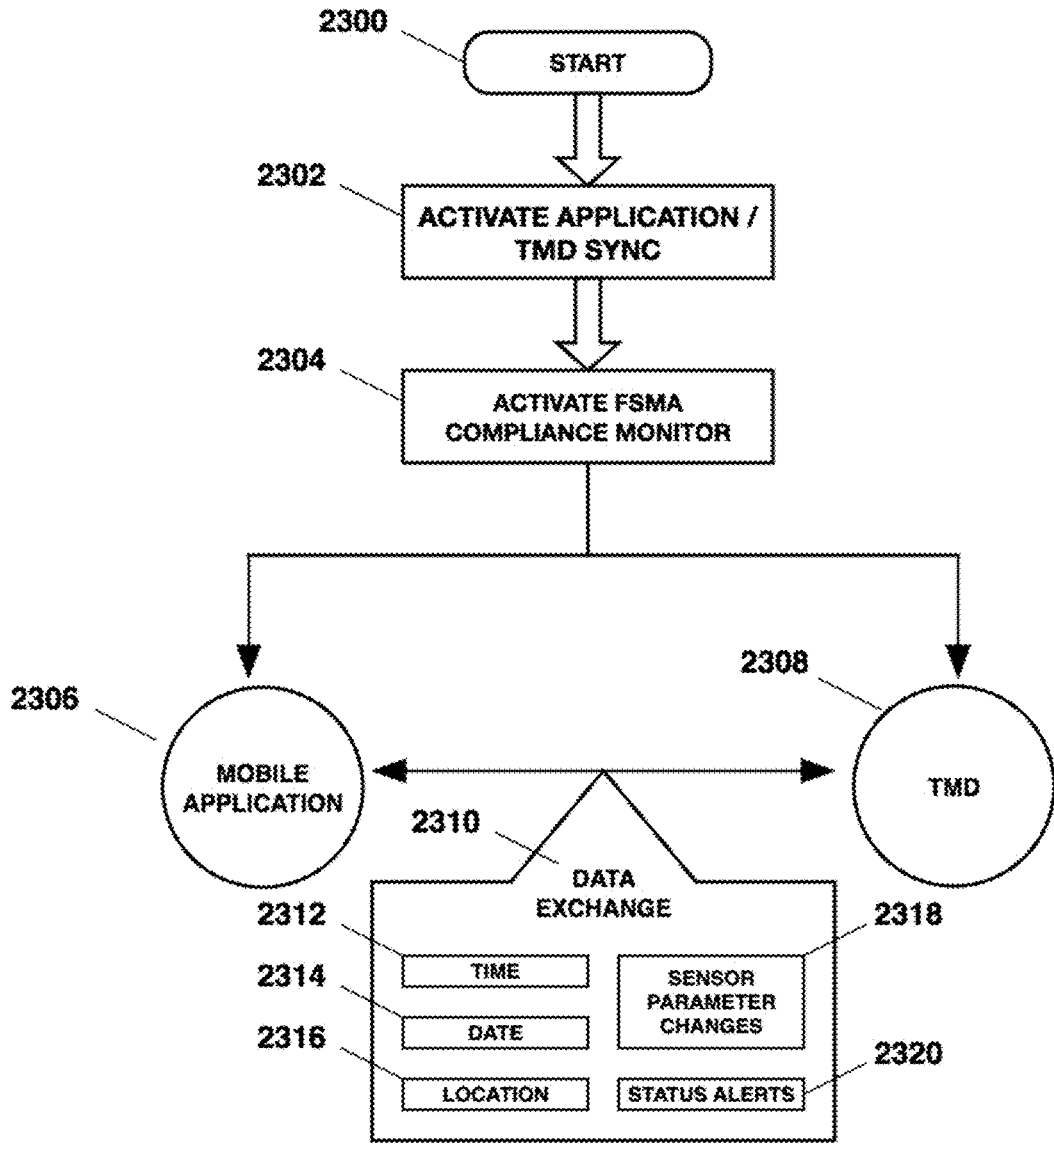 2300
START
2302
ACTIVATE APPLICATION /
TMD SYNC
2304
ACTIVATE FSMA
COMPLIANCE MONITOR
2306
2308
MOBILE
APPLICATION
TMD
2310
DATA
EXCHANGE
2312
2318
TIME
SENSOR
PARAMETER
CHANGES
2314
DATE
2316
2320
LOCATION
STATUS ALERTS